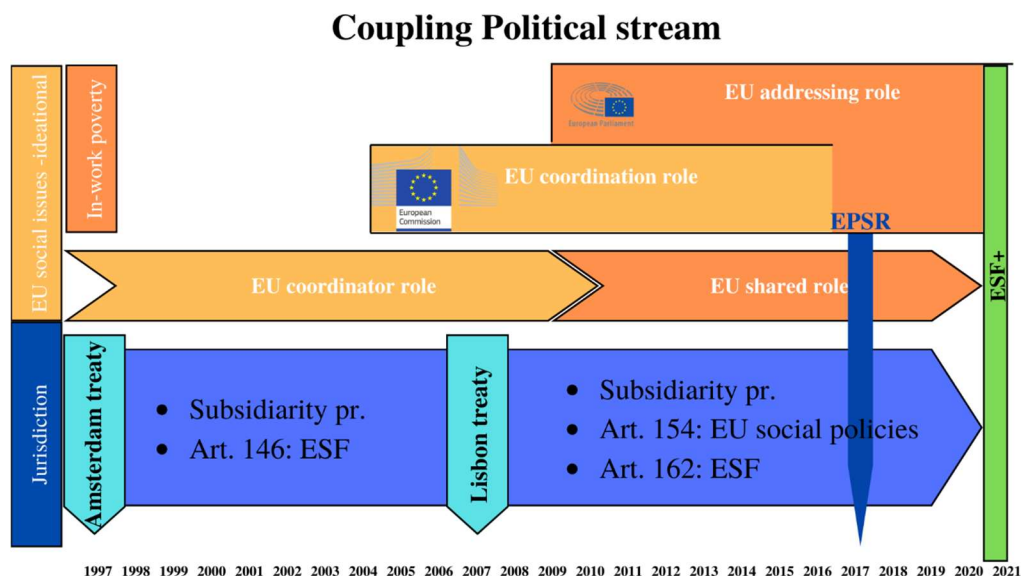 Coupling Political stream
EU social issues -ideational
In-work poverty
European Parliament
EU addressing role
European
Commission
EU coordination role
EPSR
EU coordinator role
EU shared role
ESF+
Jurisdiction
Amsterdam treaty
• Subsidiarity pr.
• Art. 146: ESF
Lisbon treaty
• Subsidiarity pr.
• Art. 154: EU social policies
• Art. 162: ESF
1997 1998 1999 2000 2001 2002 2003 2004 2005 2006 2007 2008 2009 2010 2011 2012 2013 2014 2015 2016 2017 2018 2019 2020 2021